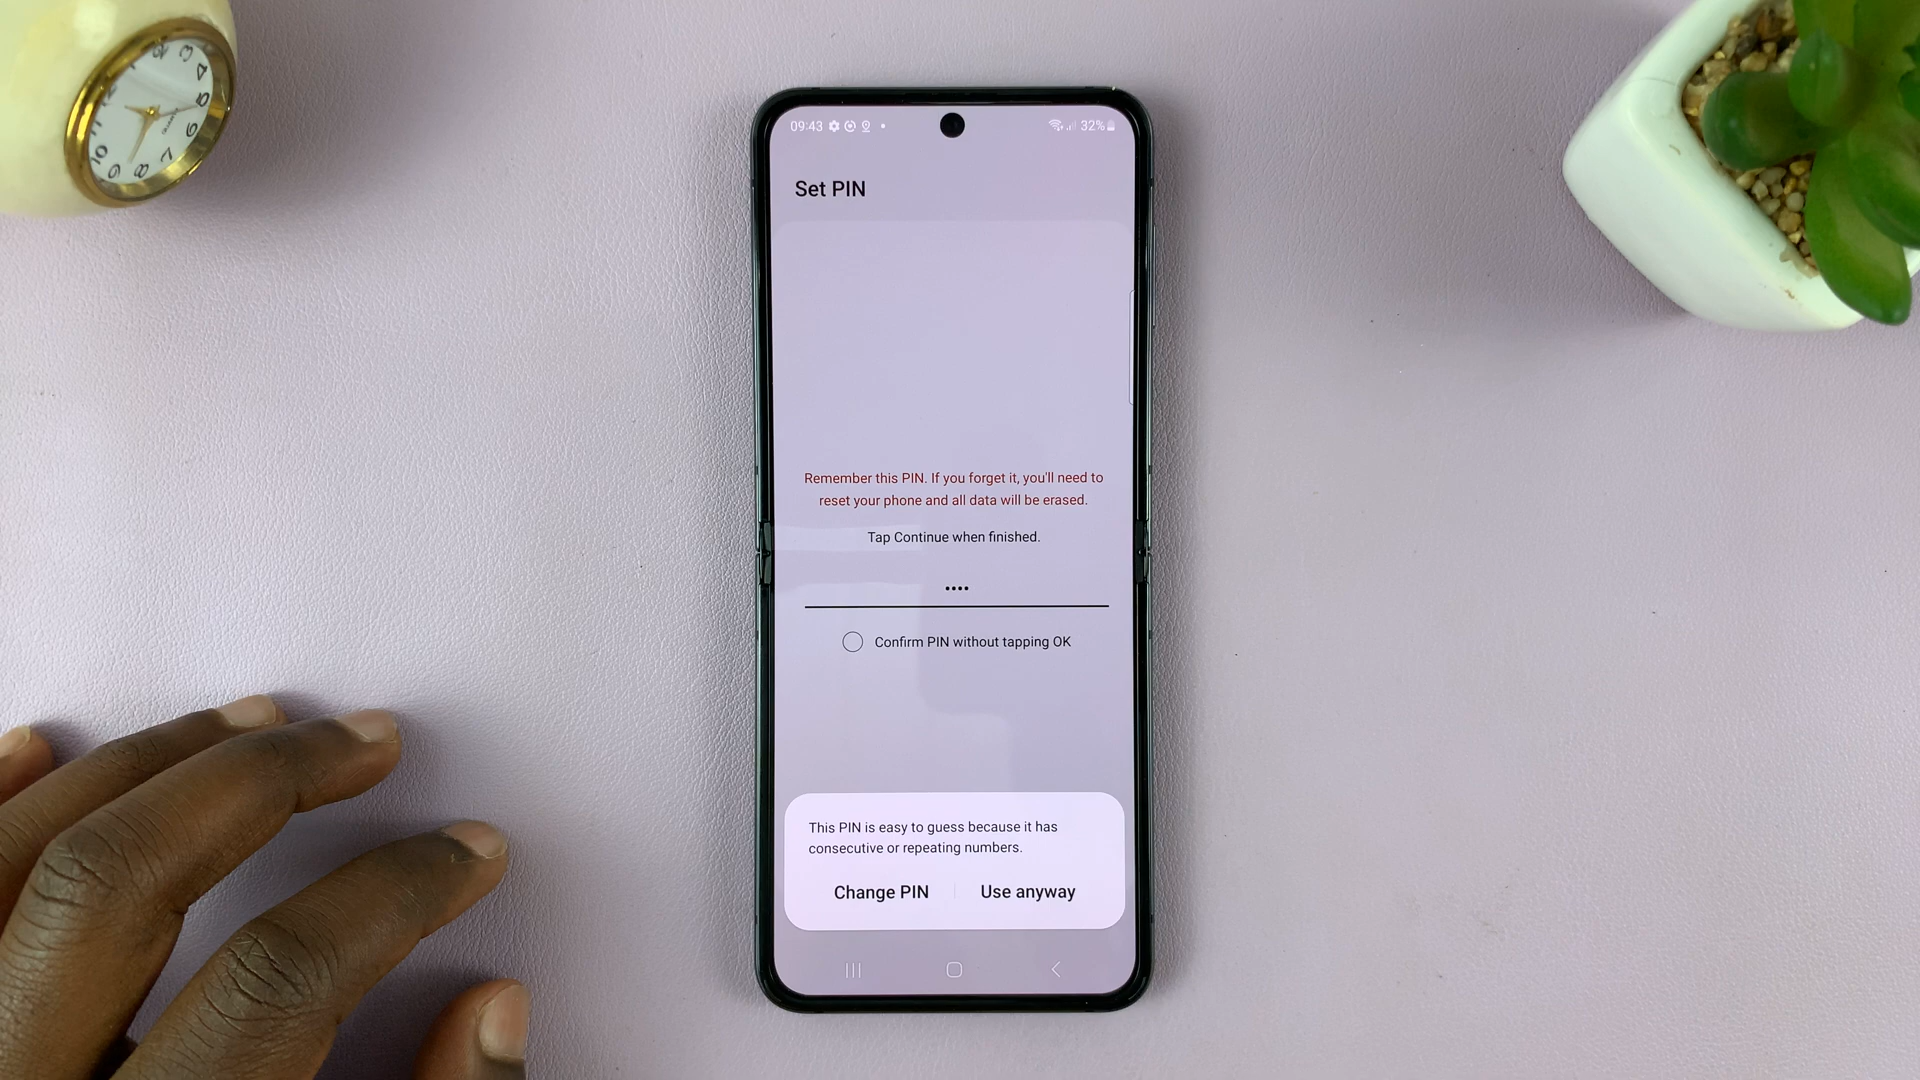 09:43
32%
Set PIN
Remember this PIN. If you forget it, you'll need to
reset your phone and all data will be erased.
Tap Continue when finished.
Confirm PIN without tapping OK
This PIN is easy to guess because it has
consecutive or repeating numbers.
Change PIN
Use anyway